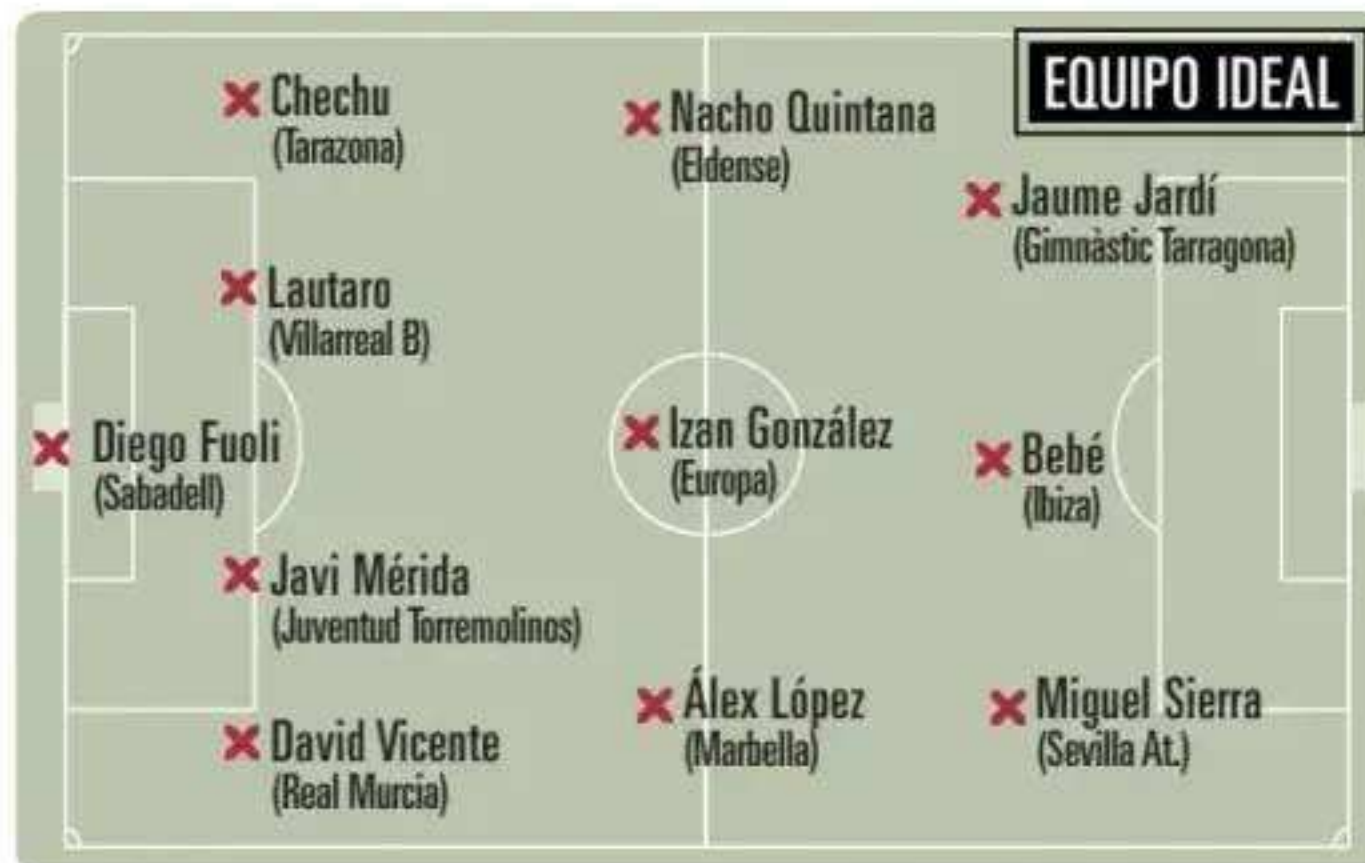 EQUIPO IDEAL
Chechu
(Tarazona)
Nacho Quintana
(Eldense)
Jaume Jardí
(Gimnàstic Tarragona)
Lautaro
(Villarreal B)
Diego Fuoli
(Sabadell)
Izan González
(Europa)
Bebé
(Ibiza)
Javi Mérida
(Juventud Torremolinos)
David Vicente
(Real Murcia)
Álex López
(Marbella)
Miguel Sierra
(Sevilla At.)